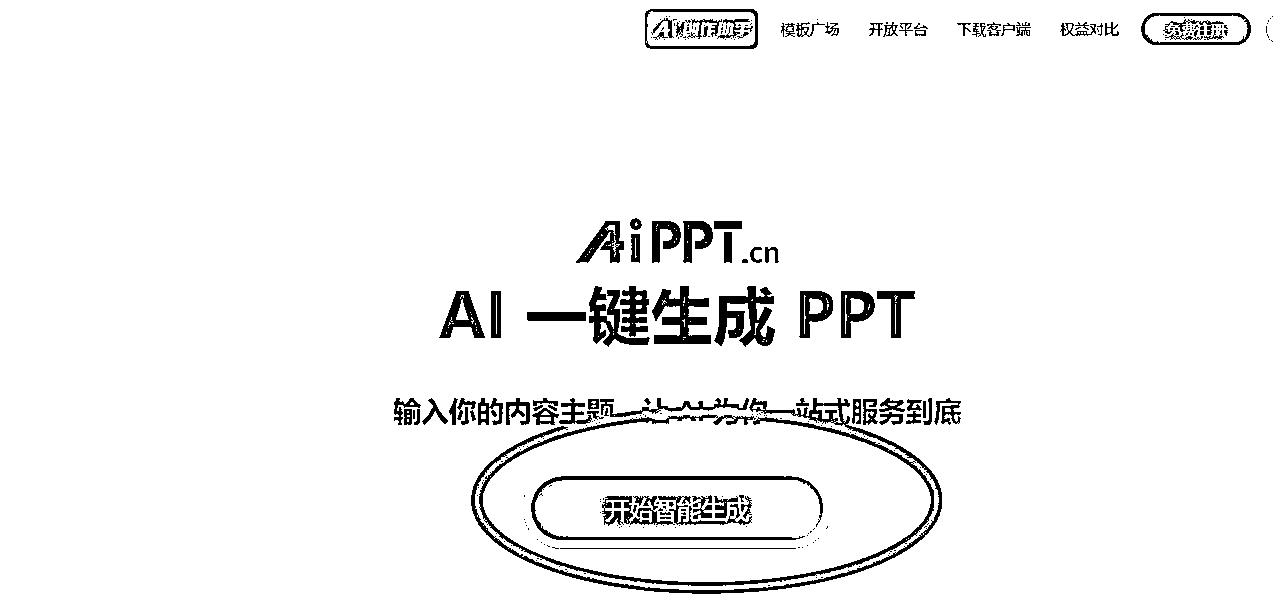 AI 创作助手 模板广场 开放平台 下载客户端 权益对比 免费注册
AiPPT.cn
AI 一键生成 PPT
输入你的内容主题，让 AI 为你一站式服务到底
开始智能生成